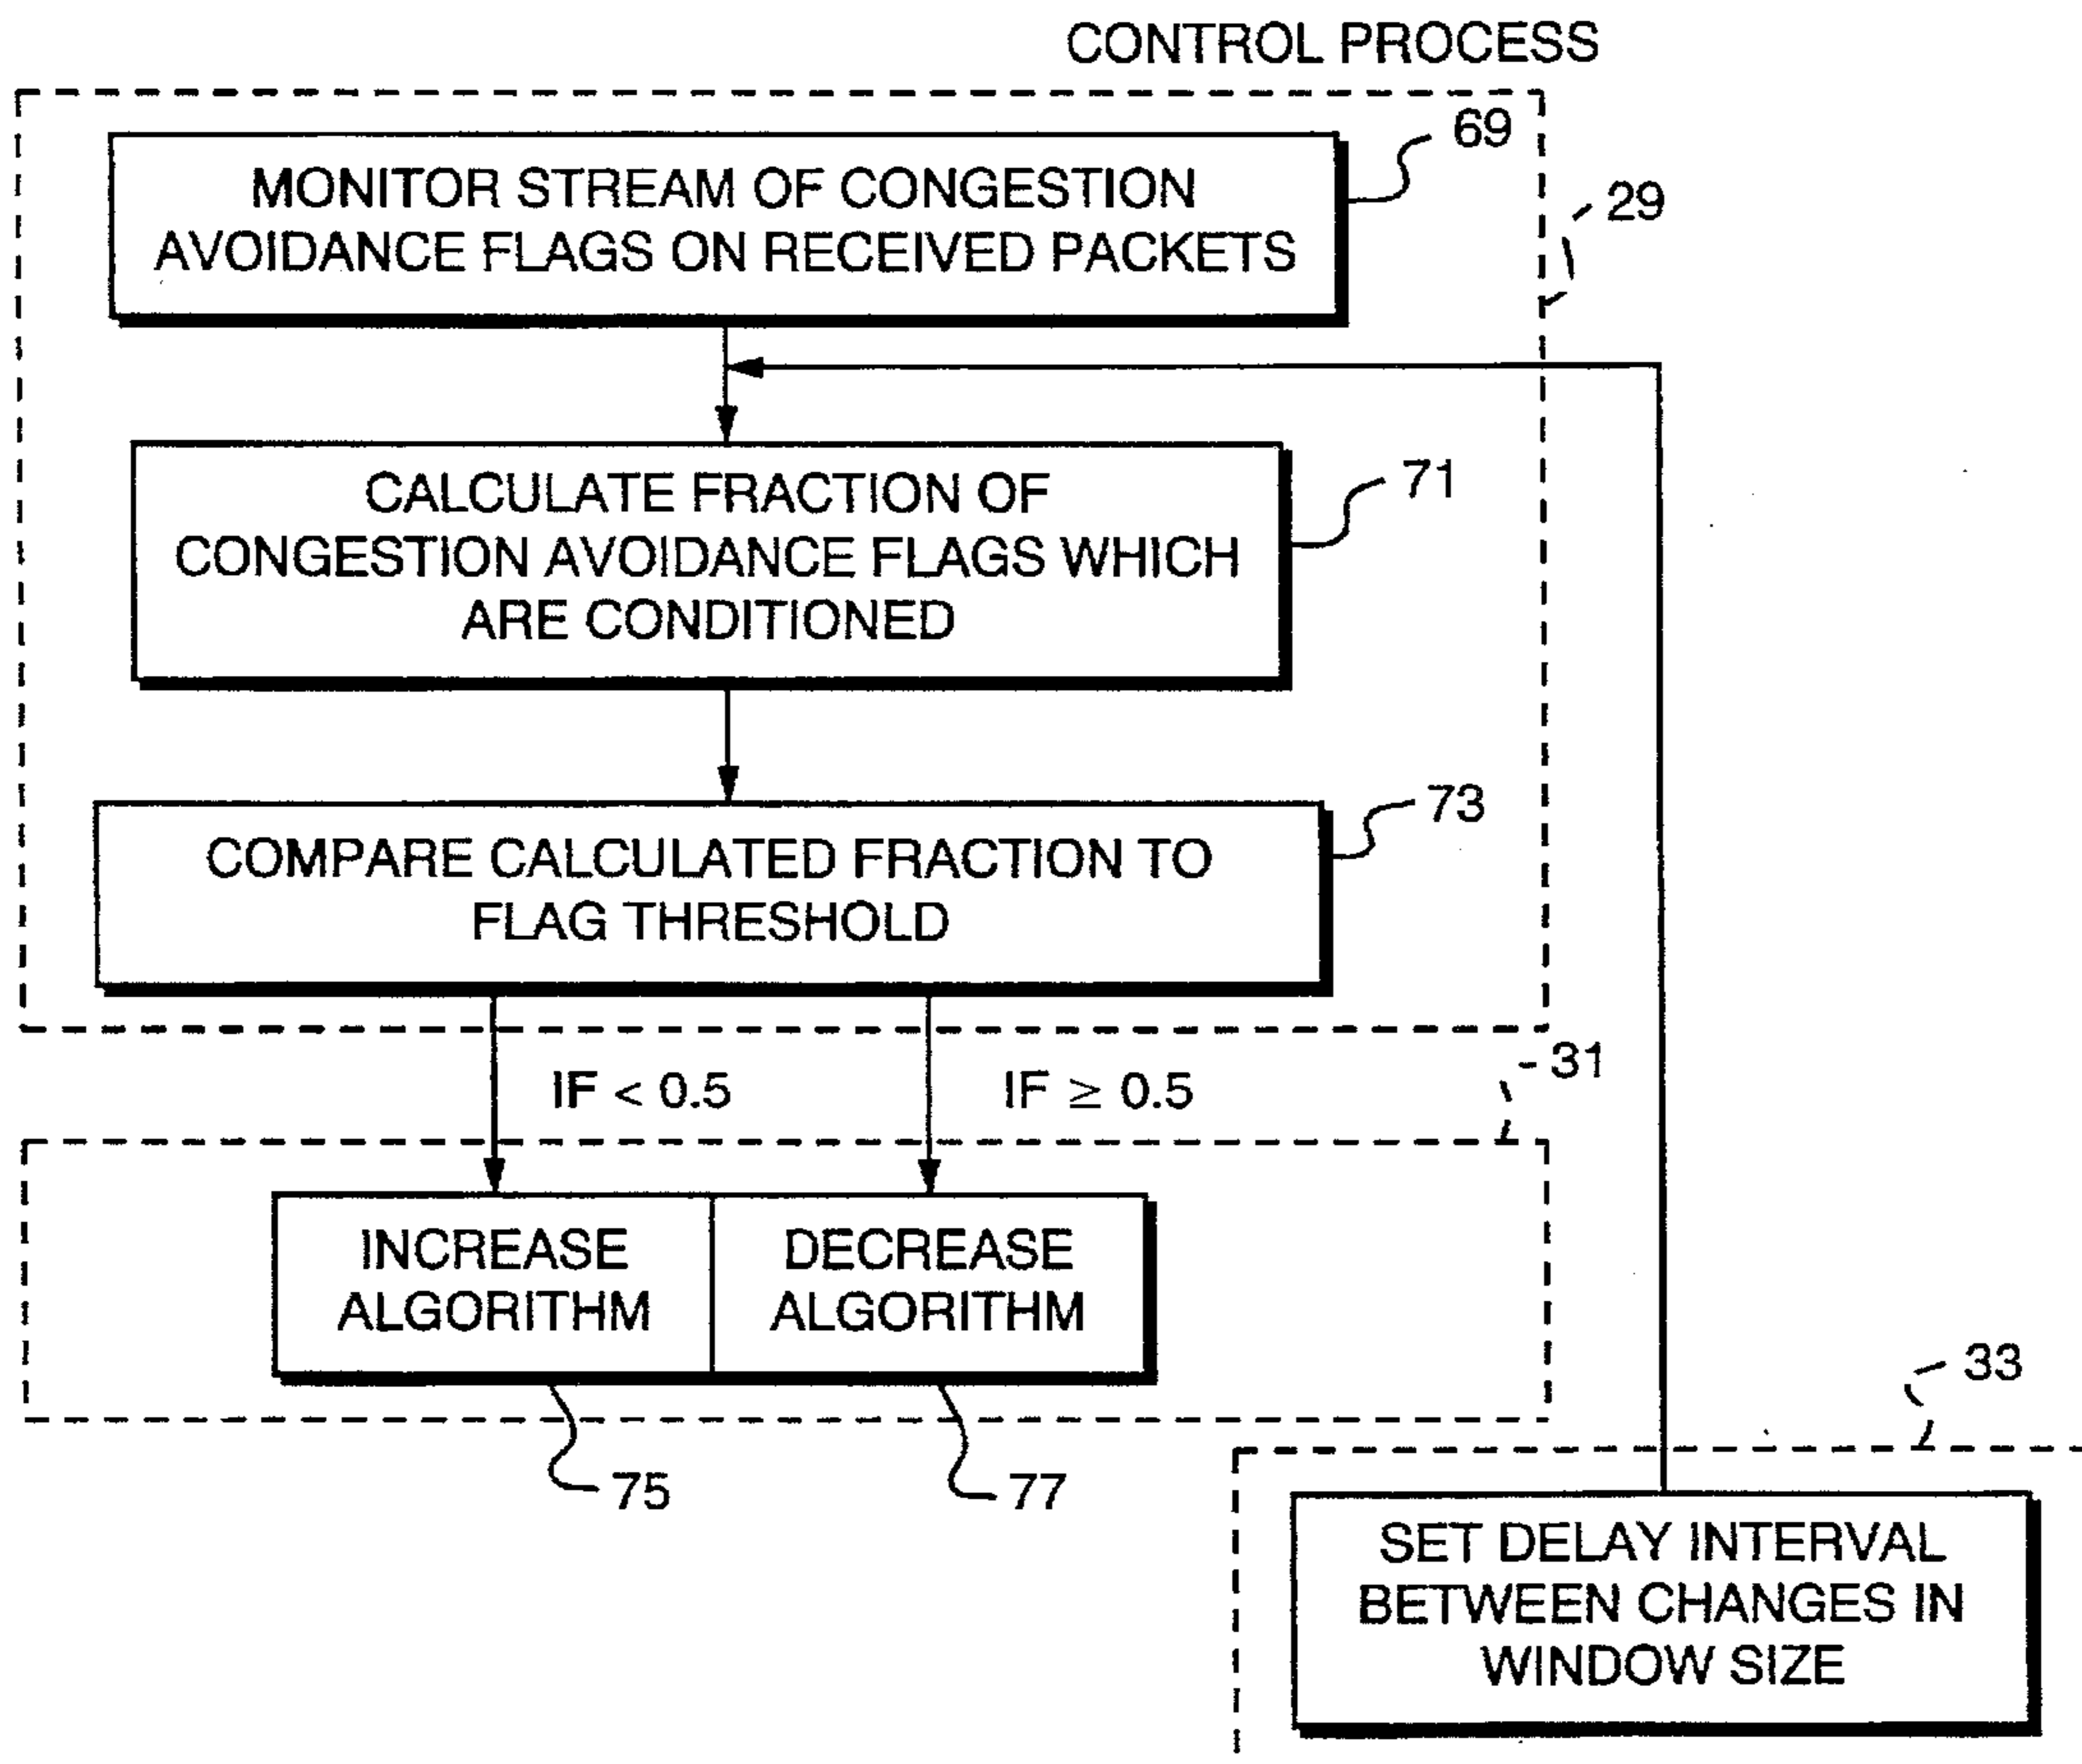 CONTROL PROCESS
69
MONITOR STREAM OF CONGESTION
AVOIDANCE FLAGS ON RECEIVED PACKETS
29
71
CALCULATE FRACTION OF
CONGESTION AVOIDANCE FLAGS WHICH
ARE CONDITIONED
73
COMPARE CALCULATED FRACTION TO
FLAG THRESHOLD
31
IF < 0.5
IF ≥ 0.5
INCREASE
ALGORITHM
DECREASE
ALGORITHM
75
77
33
SET DELAY INTERVAL
BETWEEN CHANGES IN
WINDOW SIZE